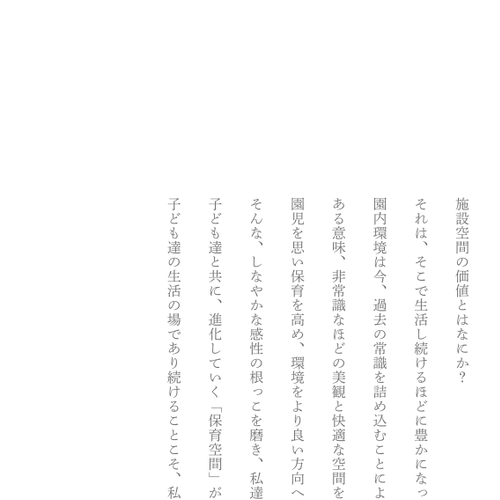 施設空間の価値とはなにか？
それは、そこで生活し続けるほどに豊かになっ
園内環境は今、過去の常識を詰め込むことによ
ある意味、非常識なほどの美観と快適な空間を
園児を思い保育を高め、環境をより良い方向へ
そんな、しなやかな感性の根っこを磨き、私達
子ども達と共に、進化していく「保育空間」が
子ども達の生活の場であり続けることこそ、私